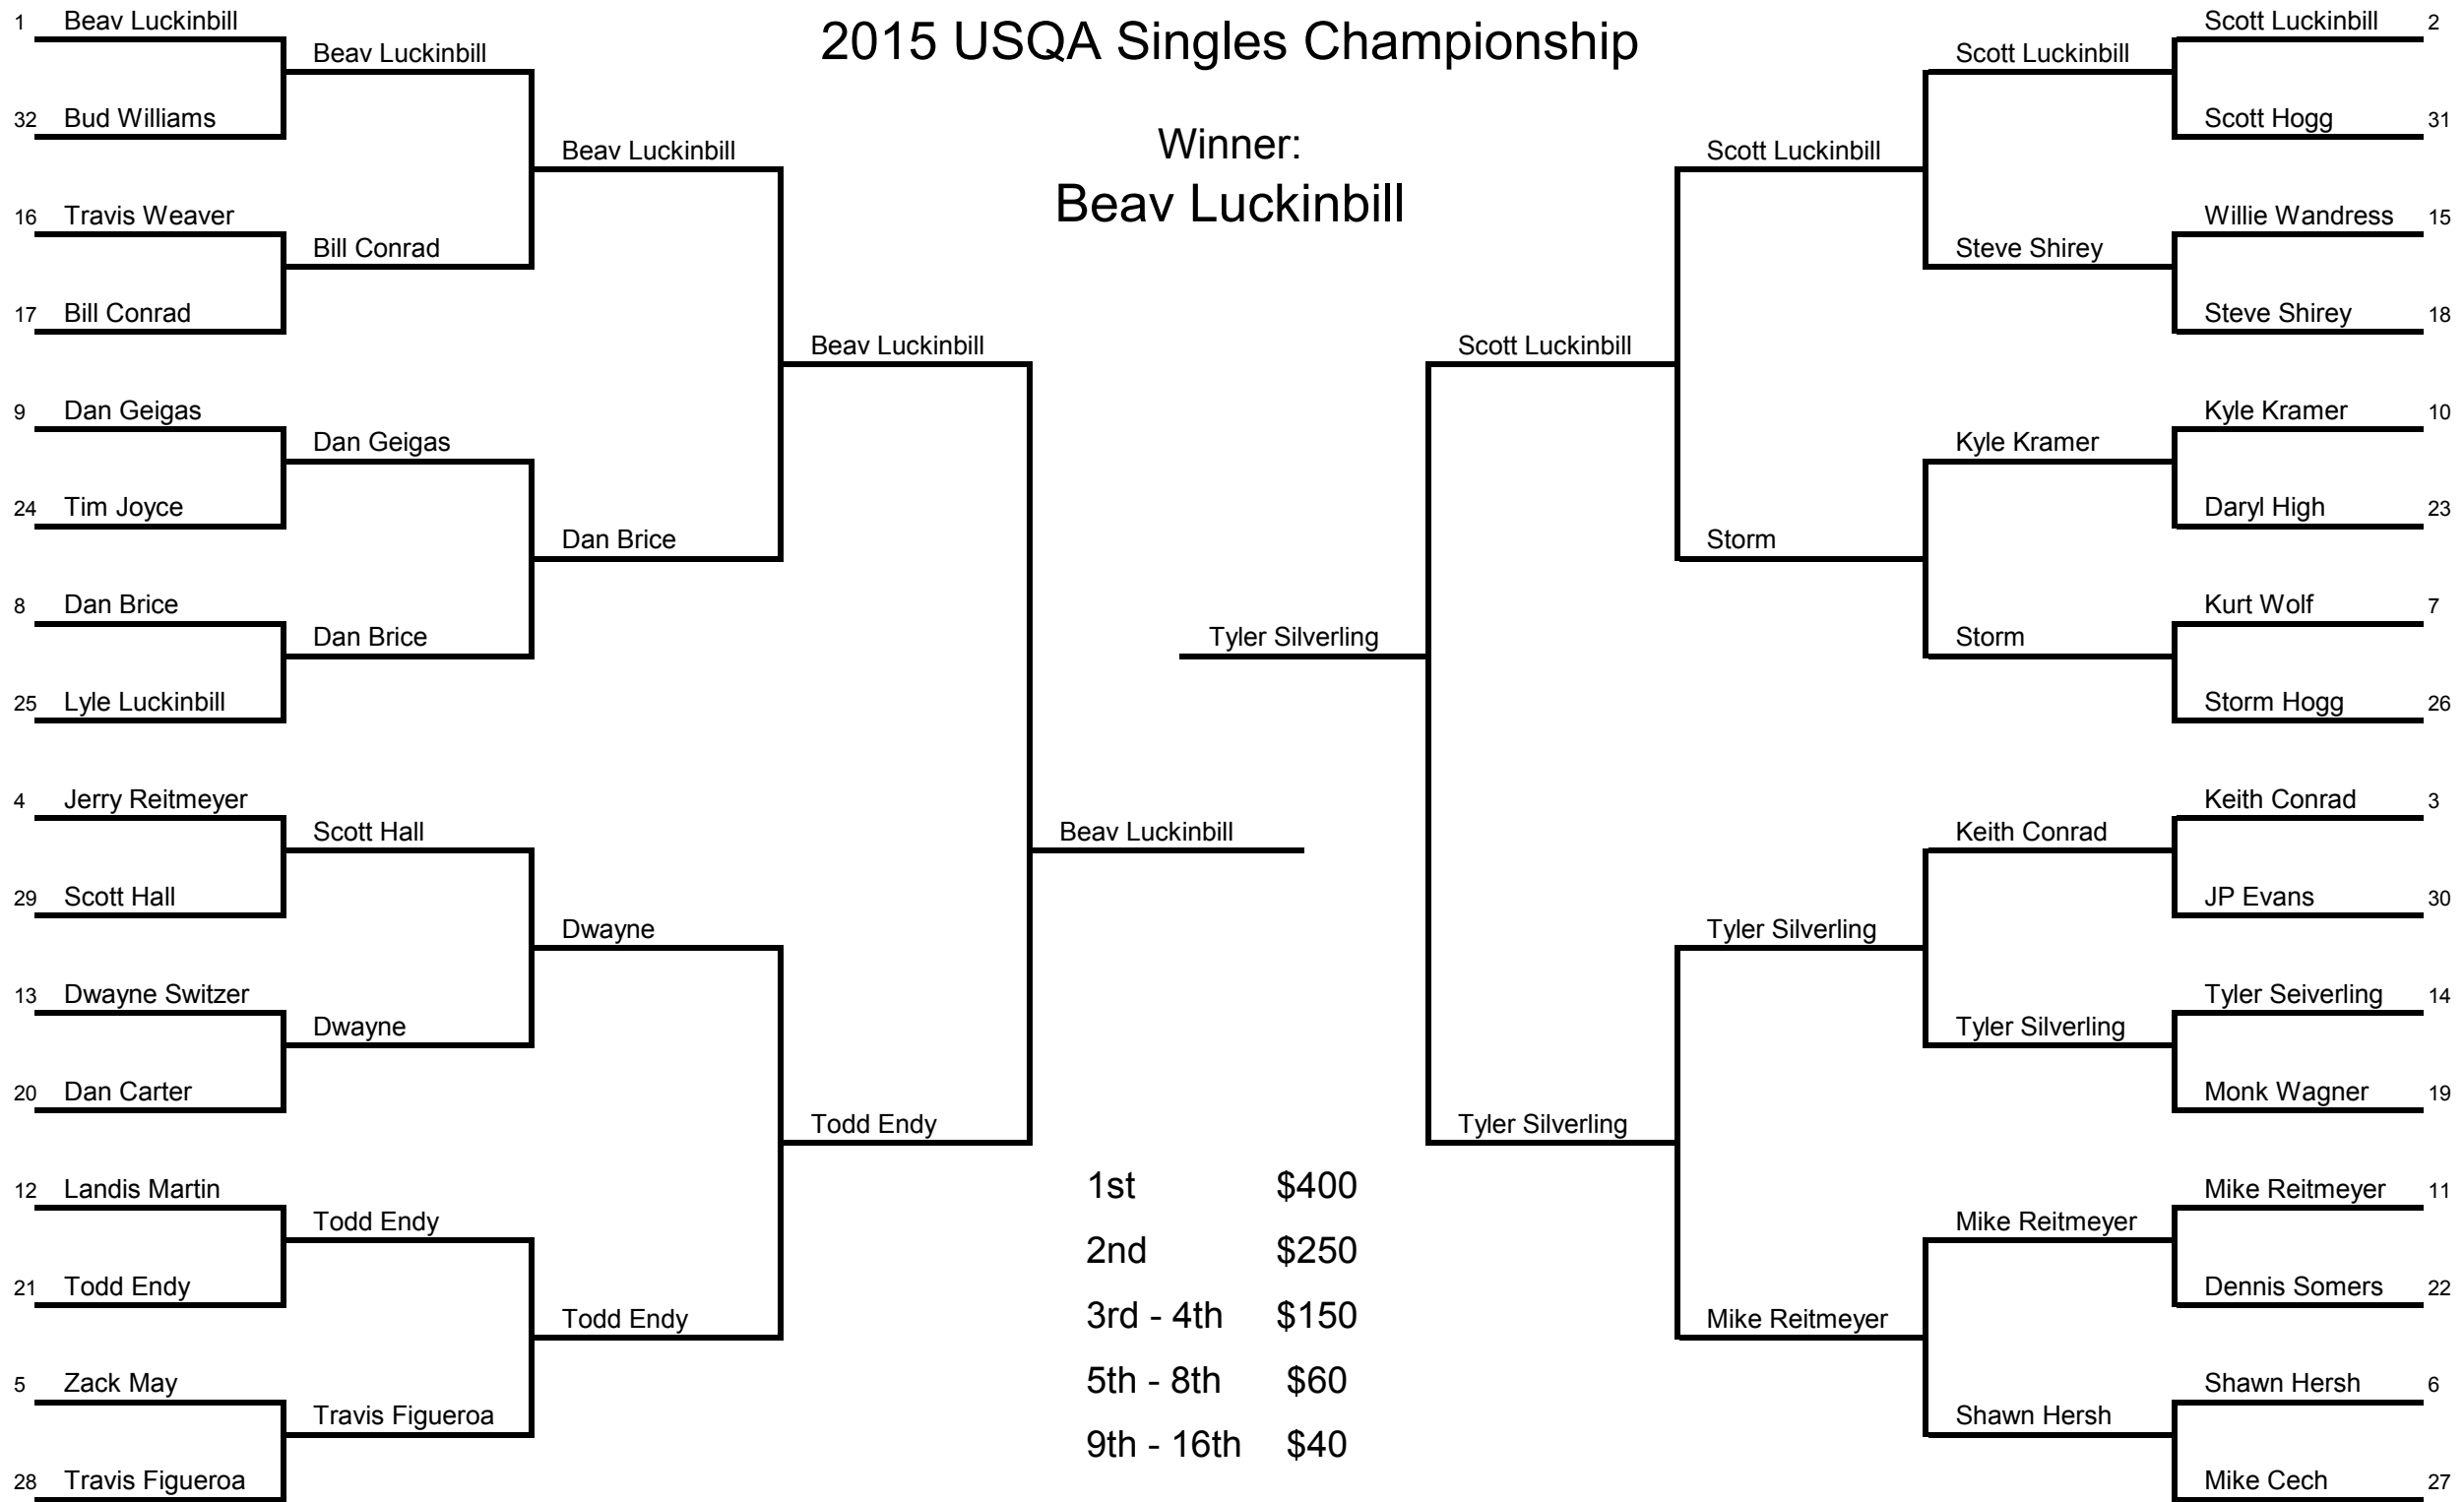 2015 USQA Singles Championship
Winner:
Beav Luckinbill
1 Beav Luckinbill
32 Bud Williams
16 Travis Weaver
17 Bill Conrad
9 Dan Geigas
24 Tim Joyce
8 Dan Brice
25 Lyle Luckinbill
4 Jerry Reitmeyer
29 Scott Hall
13 Dwayne Switzer
20 Dan Carter
12 Landis Martin
21 Todd Endy
5 Zack May
28 Travis Figueroa
Beav Luckinbill
Bill Conrad
Dan Geigas
Dan Brice
Scott Hall
Dwayne
Todd Endy
Travis Figueroa
Beav Luckinbill
Dan Brice
Dwayne
Todd Endy
Beav Luckinbill
Todd Endy
Beav Luckinbill
Tyler Silverling
Scott Luckinbill
Tyler Silverling
Scott Luckinbill
Storm
Tyler Silverling
Mike Reitmeyer
Scott Luckinbill
Steve Shirey
Kyle Kramer
Storm
Keith Conrad
Tyler Silverling
Mike Reitmeyer
Shawn Hersh
Scott Luckinbill 2
Scott Hogg 31
Willie Wandress 15
Steve Shirey 18
Kyle Kramer 10
Daryl High 23
Kurt Wolf 7
Storm Hogg 26
Keith Conrad 3
JP Evans 30
Tyler Seiverling 14
Monk Wagner 19
Mike Reitmeyer 11
Dennis Somers 22
Shawn Hersh 6
Mike Cech 27
1st $400
2nd $250
3rd - 4th $150
5th - 8th $60
9th - 16th $40